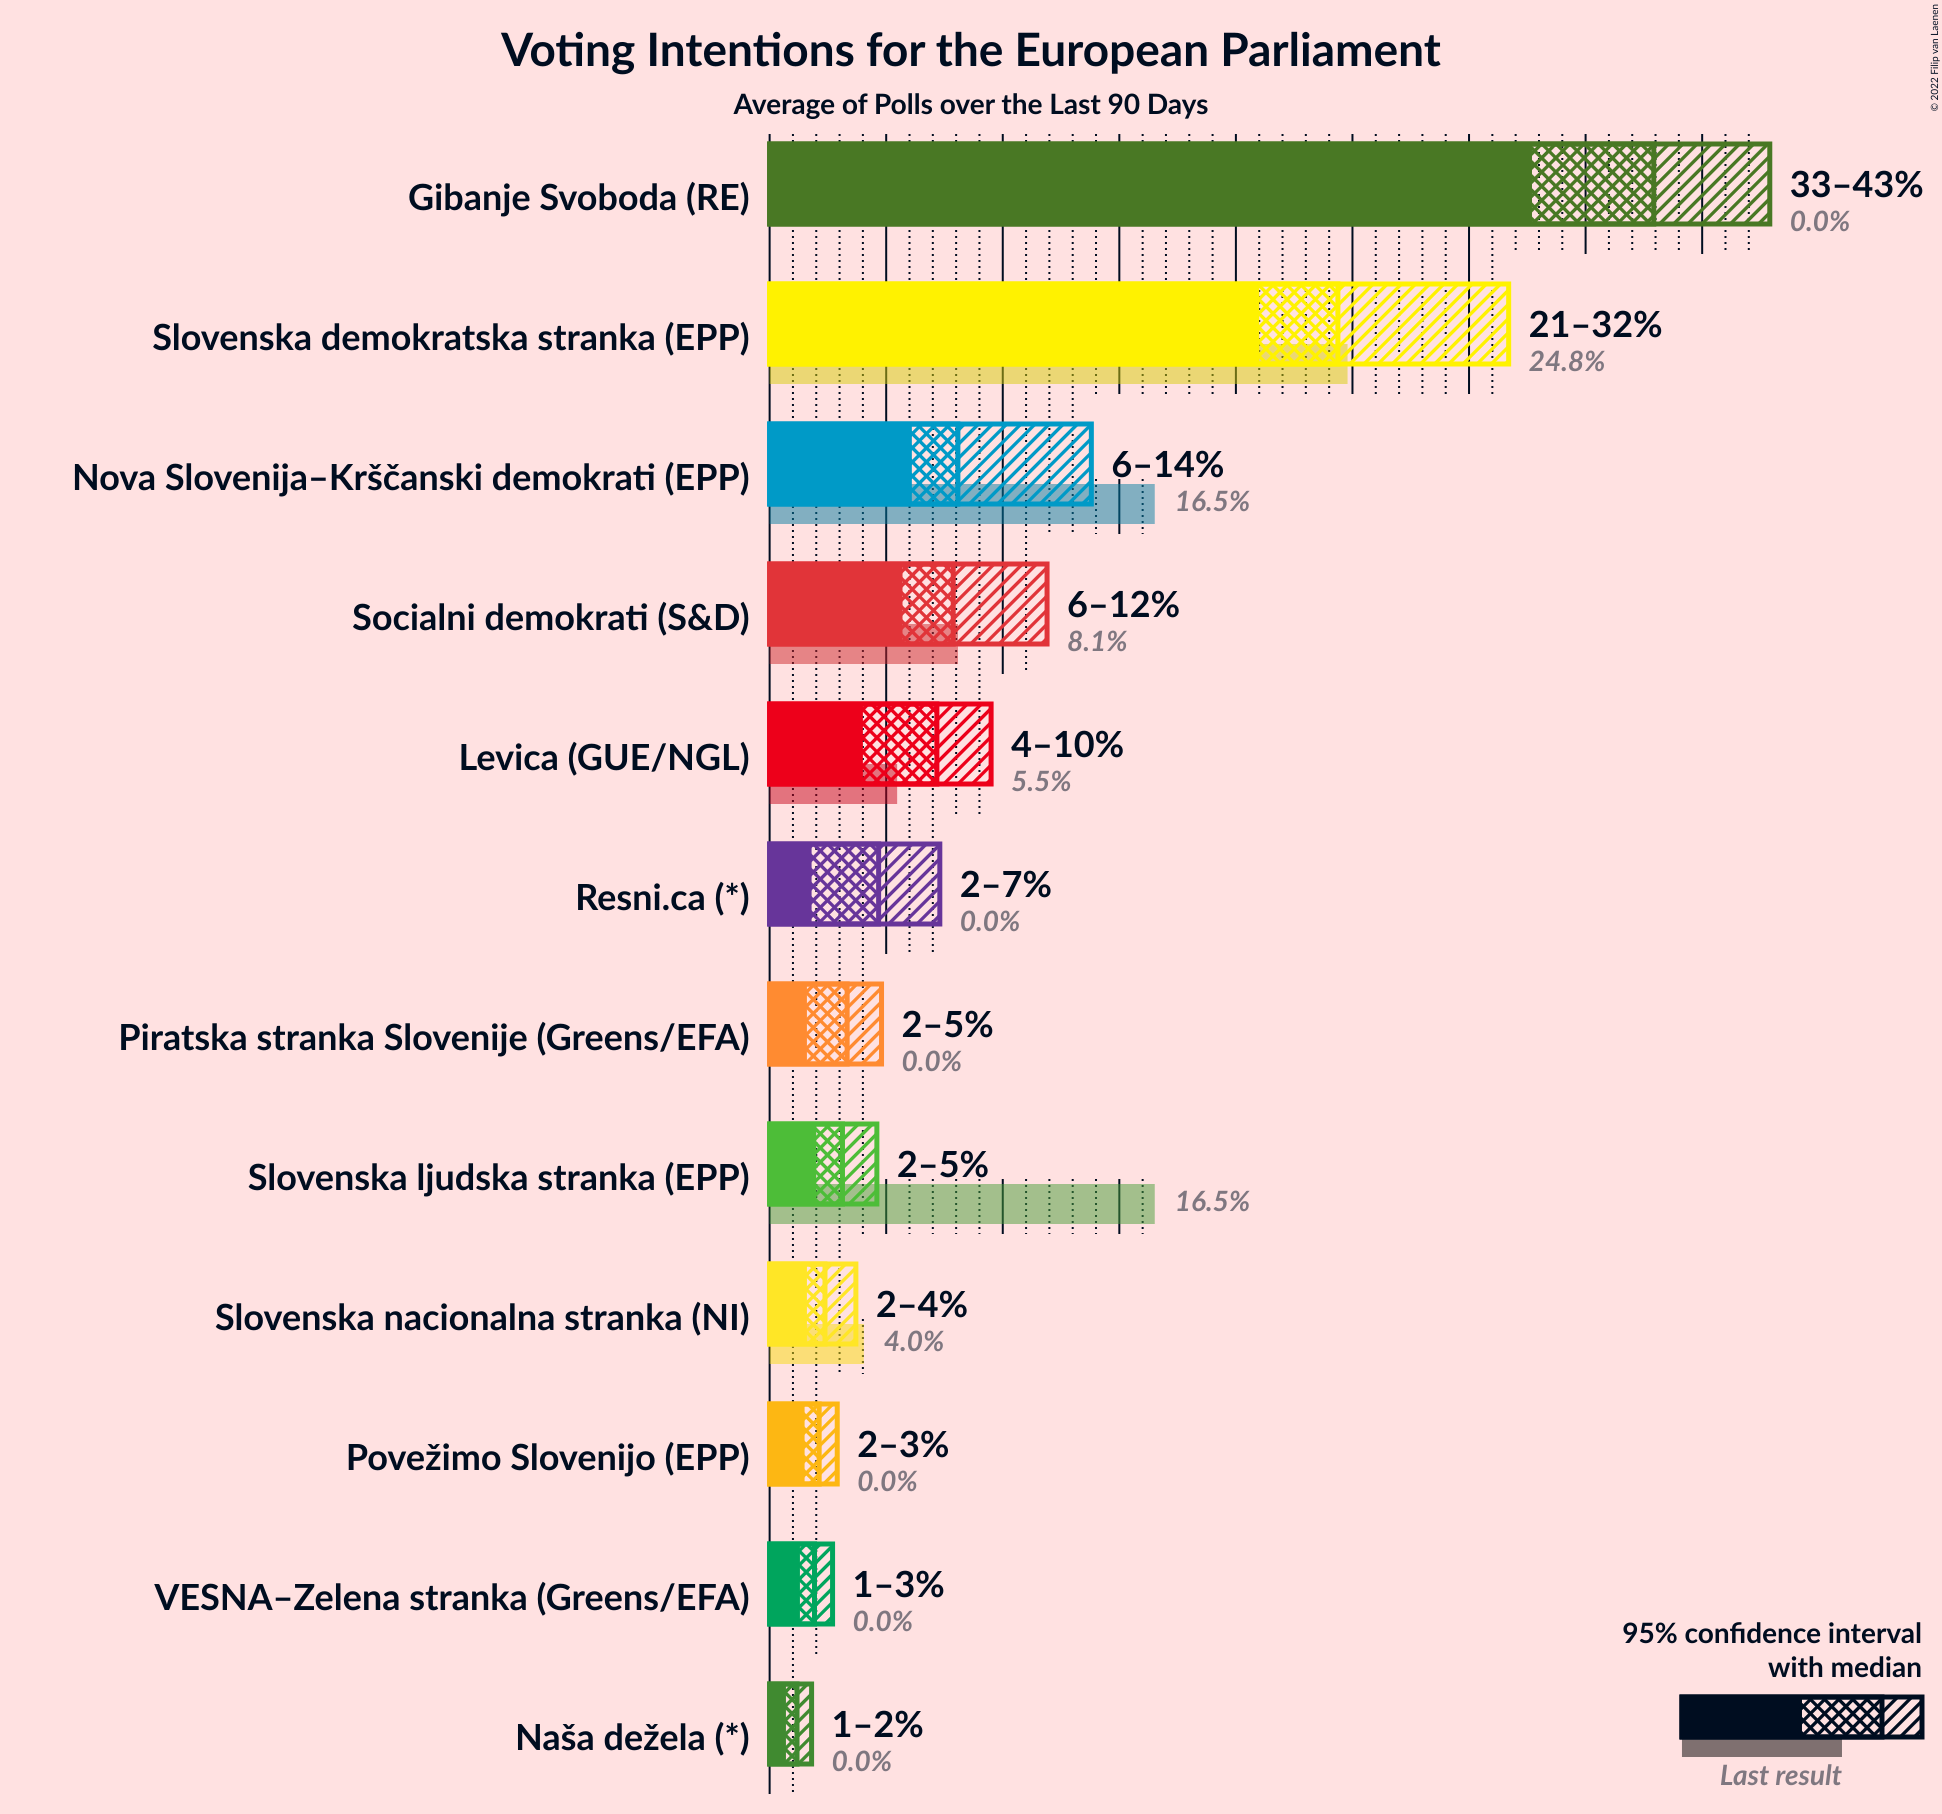 Voting Intentions for the European Parliament
Average of Polls over the Last 90 Days
© 2022 Filip van Laenen
Gibanje Svoboda (RE)
33–43%
0.0%
Slovenska demokratska stranka (EPP)
21–32%
24.8%
Nova Slovenija–Krščanski demokrati (EPP)
6–14%
16.5%
Socialni demokrati (S&D)
6–12%
8.1%
Levica (GUE/NGL)
4–10%
5.5%
Resni.ca (*)
2–7%
0.0%
Piratska stranka Slovenije (Greens/EFA)
2–5%
0.0%
Slovenska ljudska stranka (EPP)
2–5%
16.5%
Slovenska nacionalna stranka (NI)
2–4%
4.0%
Povežimo Slovenijo (EPP)
2–3%
0.0%
VESNA–Zelena stranka (Greens/EFA)
1–3%
0.0%
Naša dežela (*)
1–2%
0.0%
95% confidence interval
with median
Last result